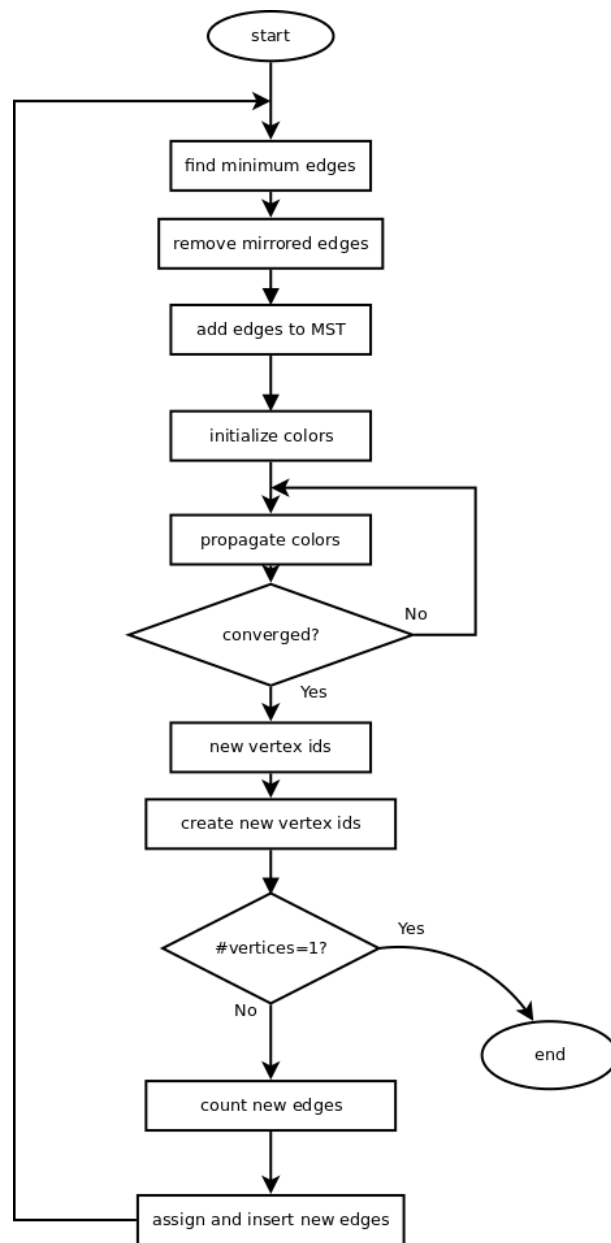 start
find minimum edges
remove mirrored edges
add edges to MST
initialize colors
propagate colors
No
converged?
Yes
new vertex ids
create new vertex ids
Yes
#vertices=1?
No
end
count new edges
assign and insert new edges